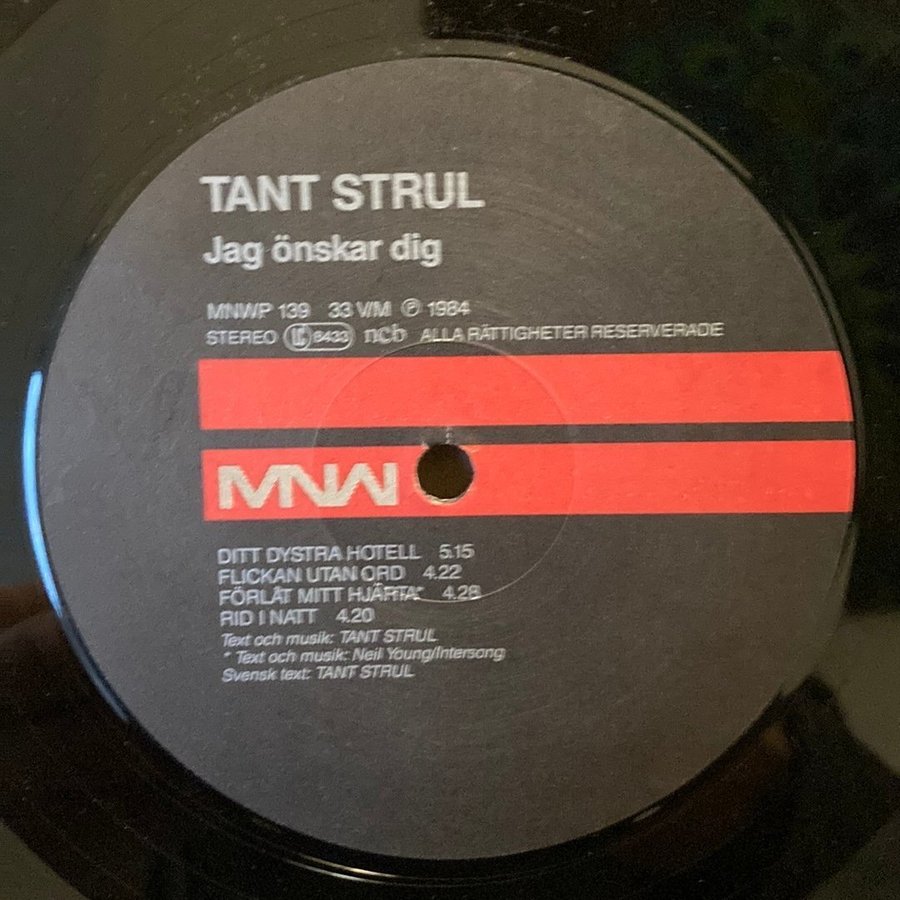 TANT STRUL
Jag önskar dig
MNWP 139 33 V/M Ⓟ 1984
STEREO LC 8433 ncb ALLA RÄTTIGHETER RESERVERADE
MNW
DITT DYSTRA HOTELL 5.15
FLICKAN UTAN ORD 4.22
FÖRLÅT MITT HJÄRTA* 4.28
RID I NATT 4.20
Text och musik: TANT STRUL
* Text och musik: Neil Young/Intersong
Svensk text: TANT STRUL